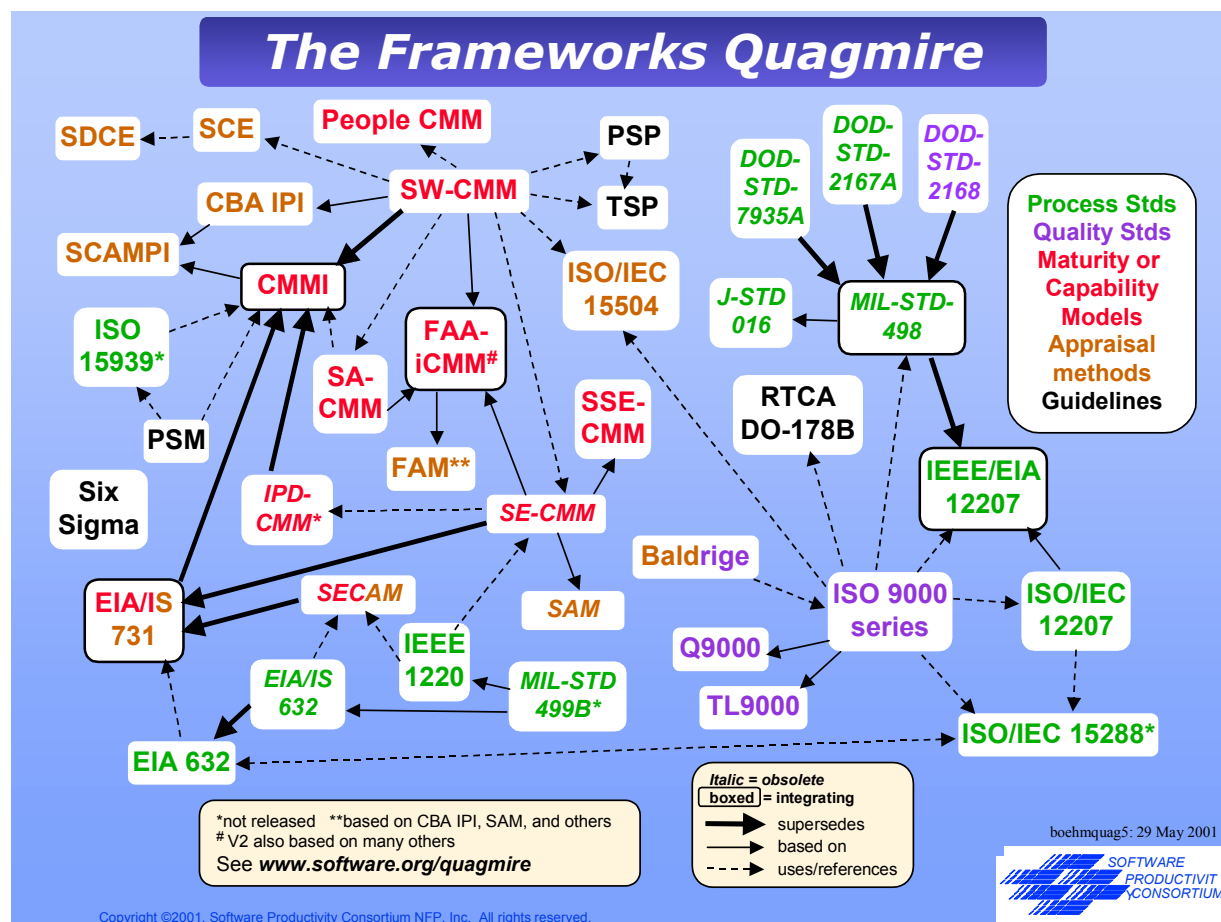 The Frameworks Quagmire
SDCE
SCE
People CMM
PSP
TSP
SW-CMM
CBA IPI
SCAMPI
CMMI
ISO
15939*
PSM
Six
Sigma
SA-
CMM
FAA-
iCMM#
FAM**
IPD-
CMM*
SE-CMM
SSE-
CMM
SAM
ISO/IEC
15504
EIA/IS
731
SECAM
IEEE
1220
EIA/IS
632
MIL-STD
499B*
EIA 632
DOD-
STD-
7935A
DOD-
STD-
2167A
DOD-
STD-
2168
J-STD
016
MIL-STD-
498
RTCA
DO-178B
IEEE/EIA
12207
Baldrige
ISO 9000
series
ISO/IEC
12207
Q9000
TL9000
ISO/IEC 15288*
Process Stds
Quality Stds
Maturity or
Capability
Models
Appraisal
methods
Guidelines
*not released **based on CBA IPI, SAM, and others
# V2 also based on many others
See www.software.org/quagmire
Italic = obsolete
boxed = integrating
supersedes
based on
uses/references
boehmquag5: 29 May 2001
SOFTWARE
PRODUCTIVIT
YCONSORTIUM
Copyright ©2001, Software Productivity Consortium NFP, Inc. All rights reserved.